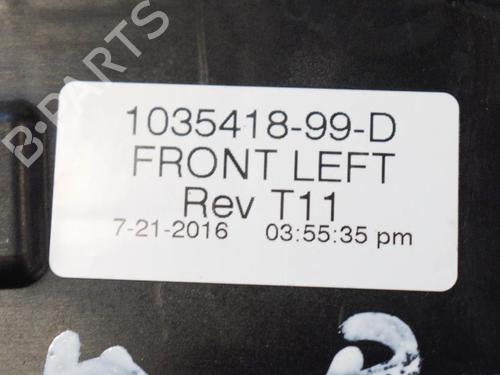 B-PARTS
1035418-99-D
FRONT LEFT
Rev T11
7-21-2016 03:55:35 pm